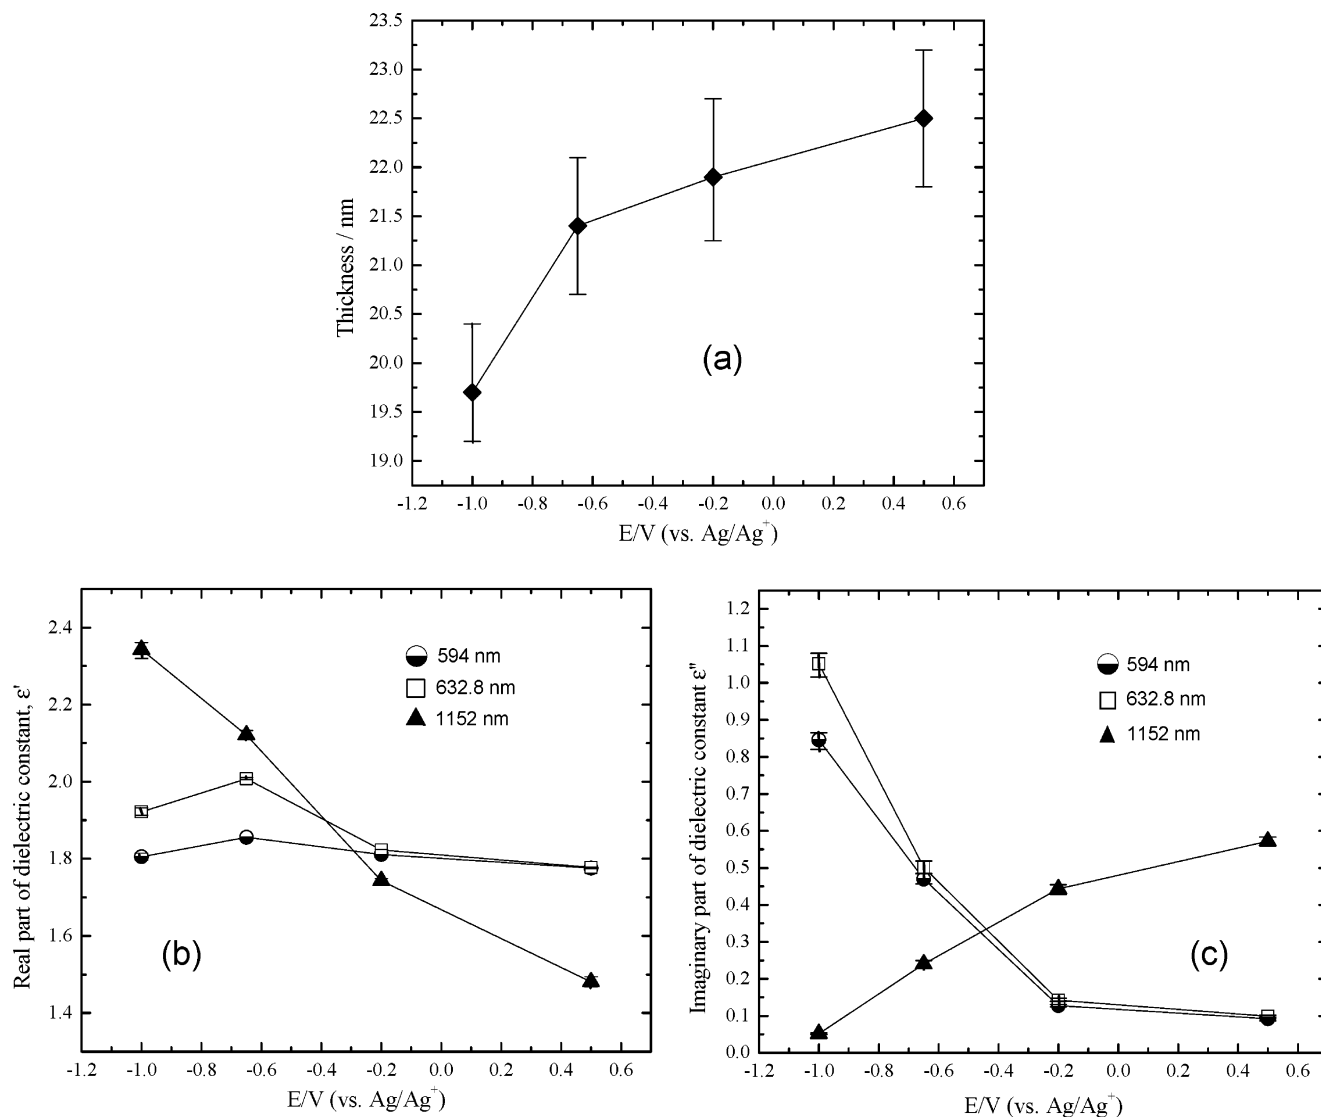 23.5
23.0
22.5
22.0
21.5
21.0
20.5
20.0
19.5
19.0
Thickness / nm
(a)
-1.2 -1.0 -0.8 -0.6 -0.4 -0.2 0.0 0.2 0.4 0.6
E/V (vs. Ag/Ag+)
2.4
2.2
2.0
1.8
1.6
1.4
Real part of dielectric constant, ε'
594 nm
632.8 nm
1152 nm
(b)
-1.2 -1.0 -0.8 -0.6 -0.4 -0.2 0.0 0.2 0.4 0.6
E/V (vs. Ag/Ag+)
1.2
1.1
1.0
0.9
0.8
0.7
0.6
0.5
0.4
0.3
0.2
0.1
0.0
Imaginary part of dielectric constant ε"
594 nm
632.8 nm
1152 nm
(c)
-1.2 -1.0 -0.8 -0.6 -0.4 -0.2 0.0 0.2 0.4 0.6
E/V (vs. Ag/Ag+)